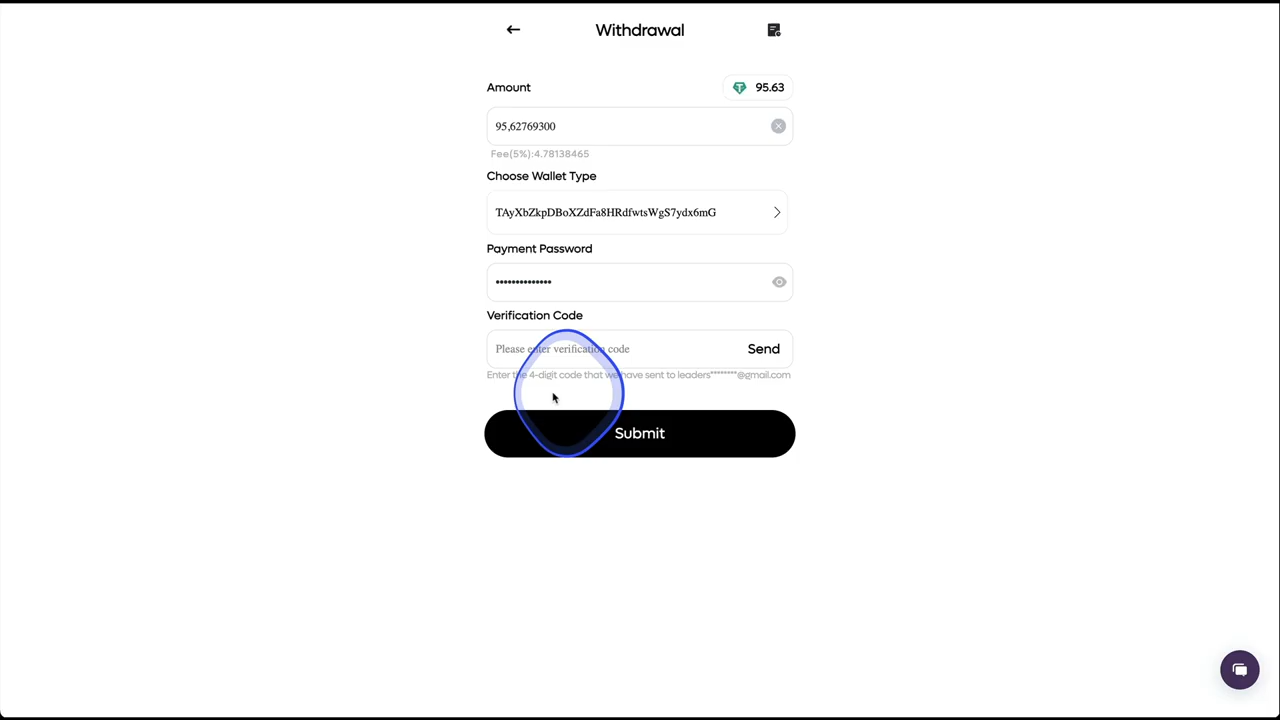 Withdrawal
Amount
95.63
95,62769300
Fee(5%):4.78138465
Choose Wallet Type
TAyXbZkpDBoXZdFa8HRdfwtsWgS7ydx6mG
Payment Password
••••••••••••••
Verification Code
Please enter verification code
Send
Enter the 4-digit code that we have sent to leaders********@gmail.com
Submit